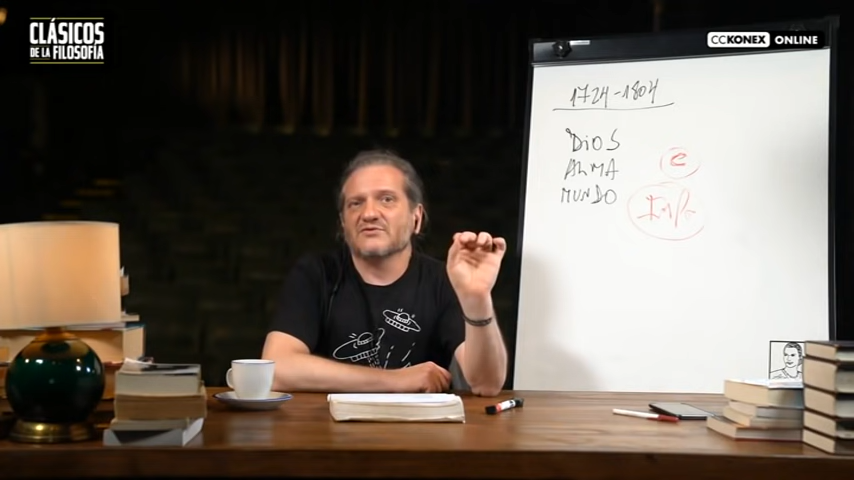 CLÁSICOS
DE LA FILOSOFÍA
CCKONEX ONLINE
1724-1804
DIOS
ALMA
MUNDO
e